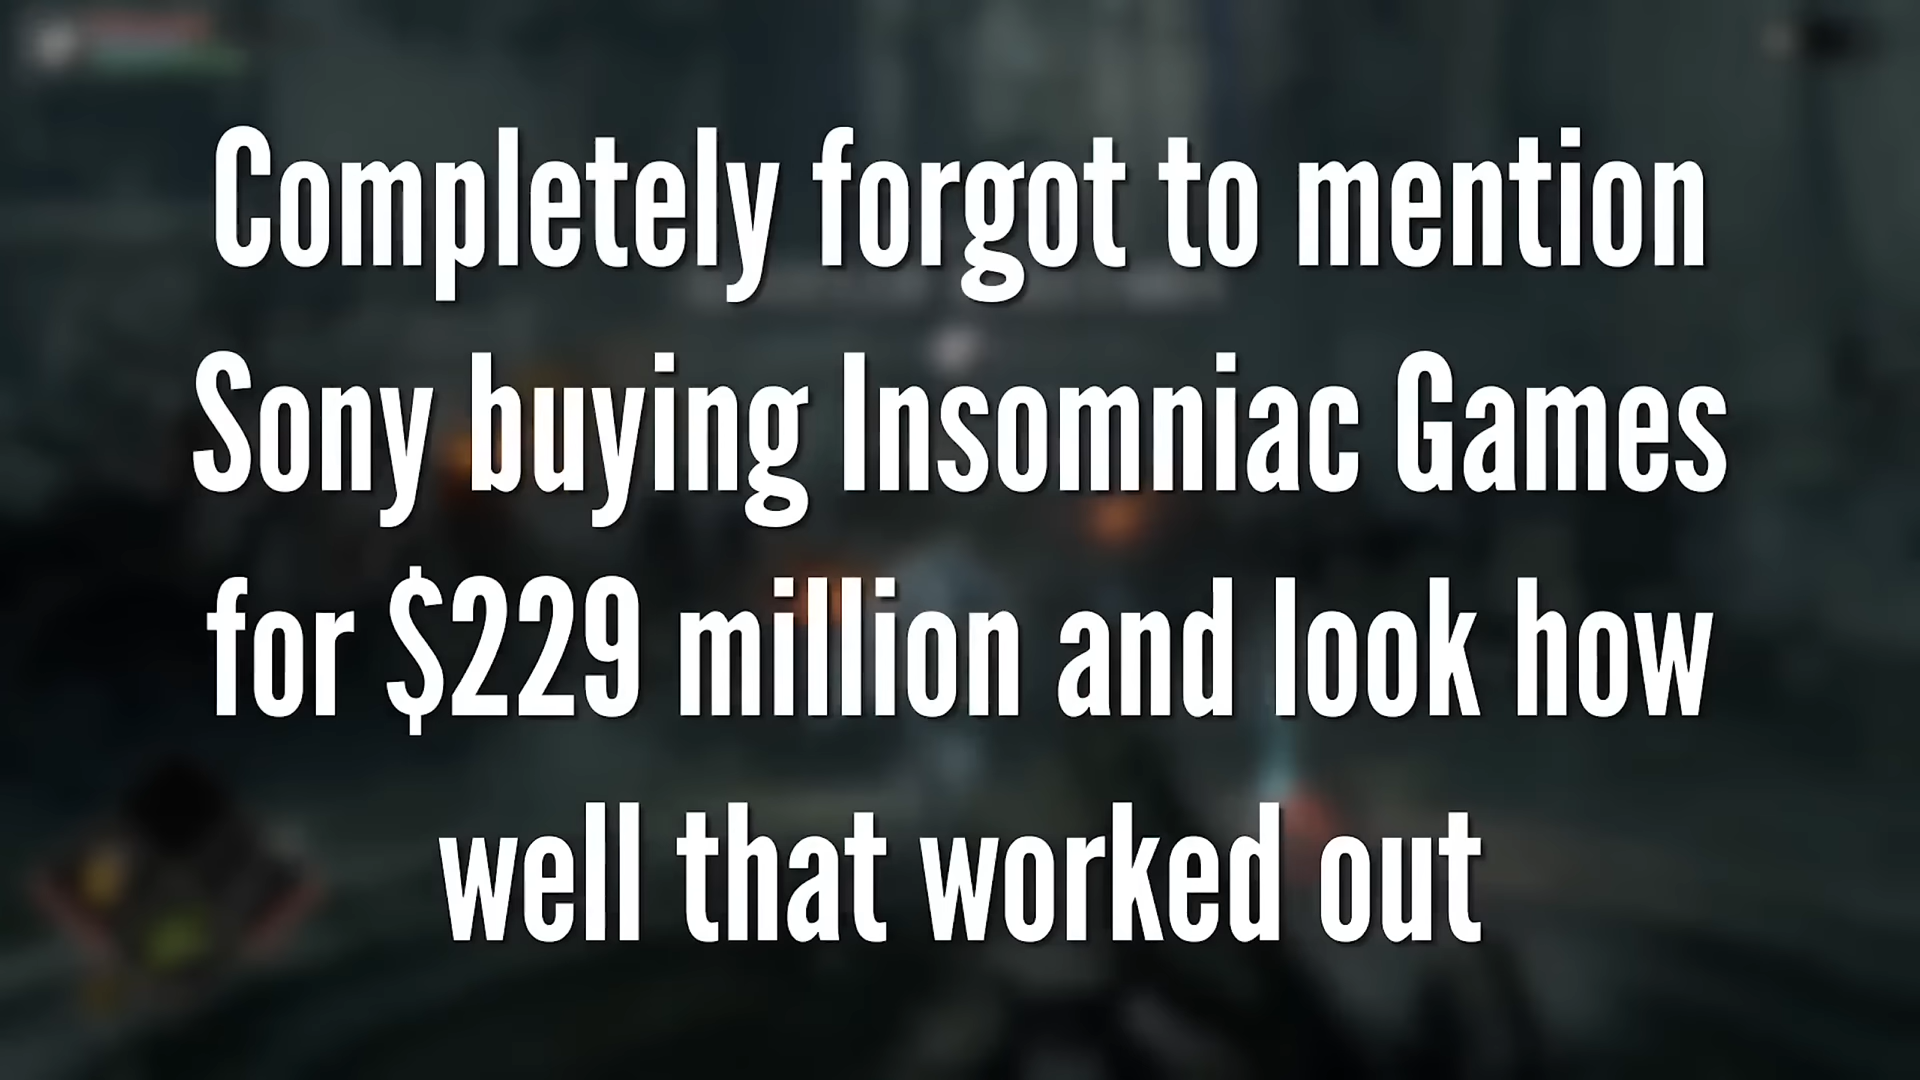 Completely forgot to mention
Sony buying Insomniac Games
for $229 million and look how
well that worked out